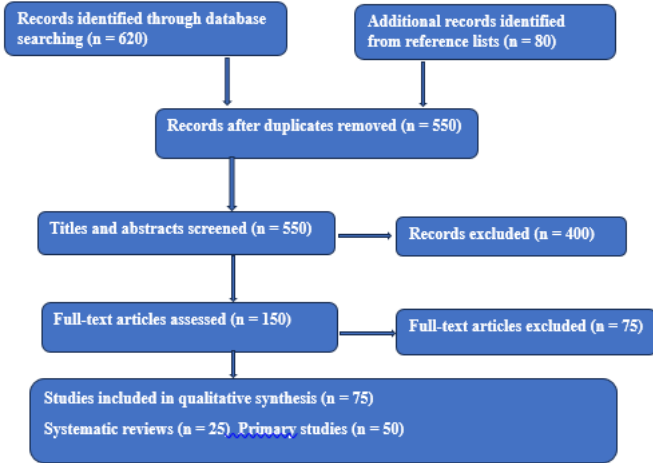 Records identified through database
searching (n = 620)
Additional records identified
from reference lists (n = 80)
Records after duplicates removed (n = 550)
Titles and abstracts screened (n = 550)
Records excluded (n = 400)
Full-text articles assessed (n = 150)
Full-text articles excluded (n = 75)
Studies included in qualitative synthesis (n = 75)
Systematic reviews (n = 25) Primary studies (n = 50)